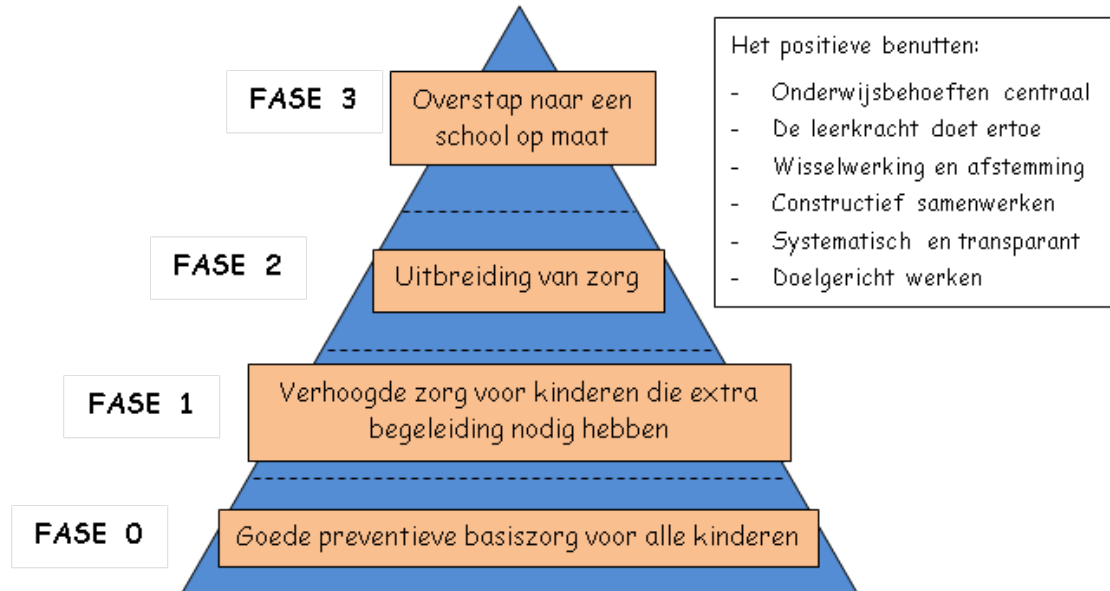 FASE 3
Overstap naar een
school op maat
FASE 2
Uitbreiding van zorg
FASE 1
Verhoogde zorg voor kinderen die extra
begeleiding nodig hebben
FASE 0
Goede preventieve basiszorg voor alle kinderen
Het positieve benutten:
- Onderwijsbehoeften centraal
- De leerkracht doet ertoe
- Wisselwerking en afstemming
- Constructief samenwerken
- Systematisch en transparant
- Doelgericht werken